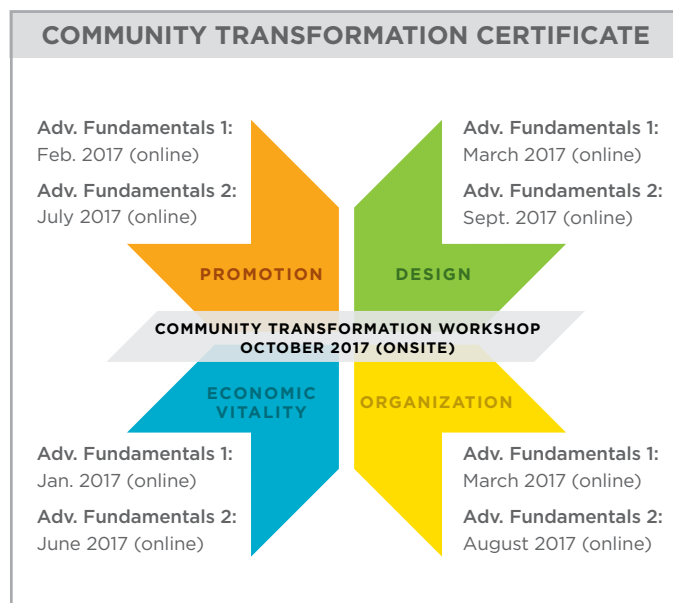 COMMUNITY TRANSFORMATION CERTIFICATE
Adv. Fundamentals 1:
Feb. 2017 (online)
Adv. Fundamentals 2:
July 2017 (online)
Adv. Fundamentals 1:
March 2017 (online)
Adv. Fundamentals 2:
Sept. 2017 (online)
PROMOTION
DESIGN
COMMUNITY TRANSFORMATION WORKSHOP
OCTOBER 2017 (ONSITE)
ECONOMIC
VITALITY
ORGANIZATION
Adv. Fundamentals 1:
Jan. 2017 (online)
Adv. Fundamentals 2:
June 2017 (online)
Adv. Fundamentals 1:
March 2017 (online)
Adv. Fundamentals 2:
August 2017 (online)